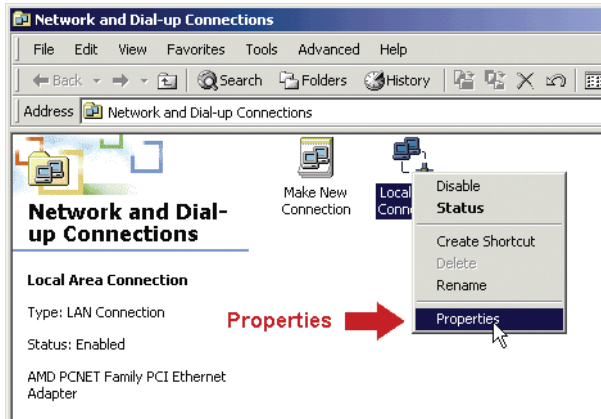 Network and Dial-up Connections
File Edit View Favorites Tools Advanced Help
Back Search Folders History
Address Network and Dial-up Connections
Network and Dial-
up Connections
Local Area Connection
Type: LAN Connection
Status: Enabled
AMD PCNET Family PCI Ethernet
Adapter
Make New
Connection
Local
Conn
Disable
Status
Create Shortcut
Delete
Rename
Properties
Properties